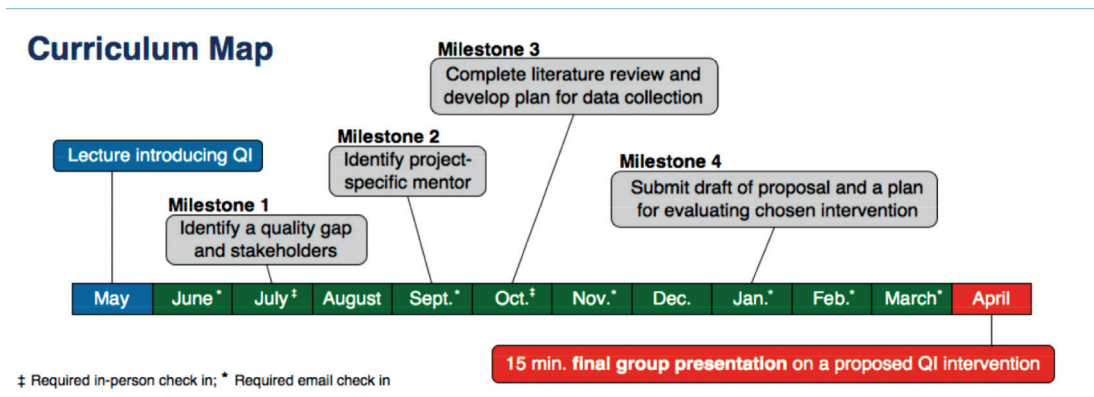 Curriculum Map
Milestone 3
Complete literature review and
develop plan for data collection
Milestone 2
Identify project-
specific mentor
Lecture introducing QI
Milestone 4
Submit draft of proposal and a plan
for evaluating chosen intervention
Milestone 1
Identify a quality gap
and stakeholders
May June* July‡ August Sept.* Oct.‡ Nov.* Dec. Jan.* Feb.* March* April
15 min. final group presentation on a proposed QI intervention
‡ Required in-person check in; * Required email check in